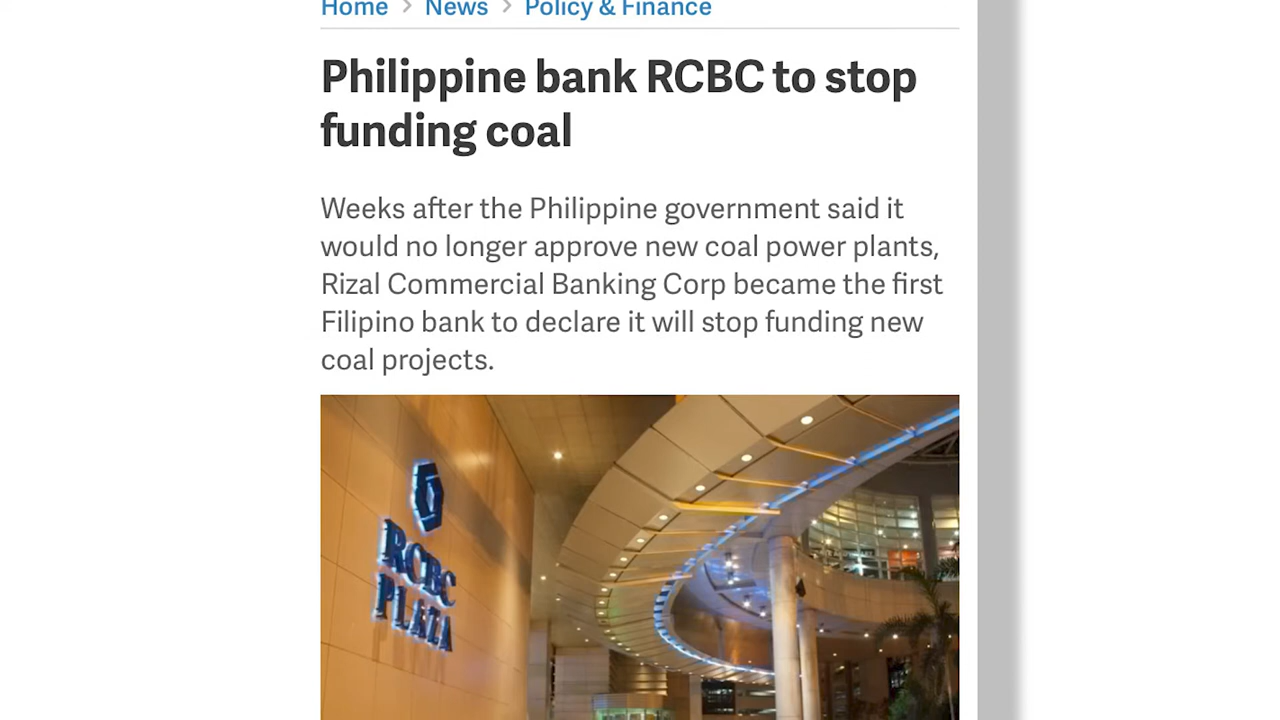 Home > News > Policy & Finance
Philippine bank RCBC to stop
funding coal
Weeks after the Philippine government said it
would no longer approve new coal power plants,
Rizal Commercial Banking Corp became the first
Filipino bank to declare it will stop funding new
coal projects.
RCBC
PLAZA